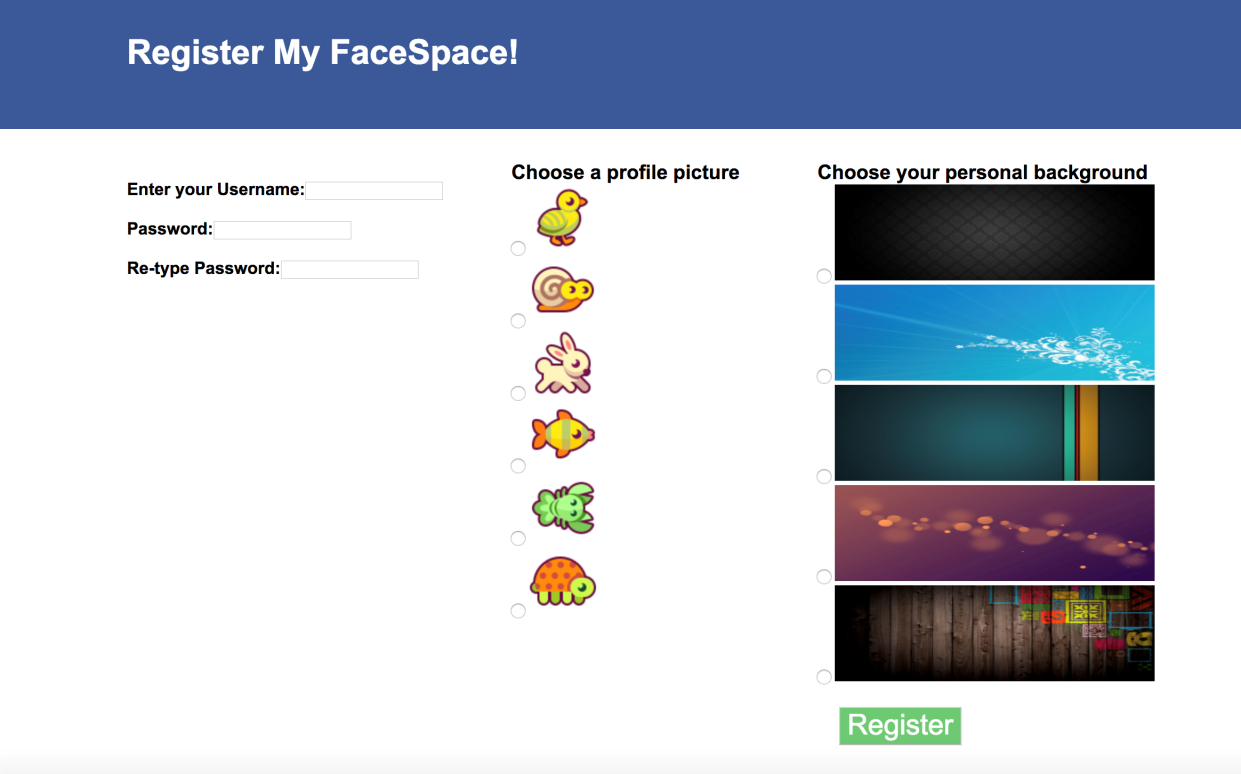 Register My FaceSpace!
Enter your Username:
Password:
Re-type Password:
Choose a profile picture
Choose your personal background
Register